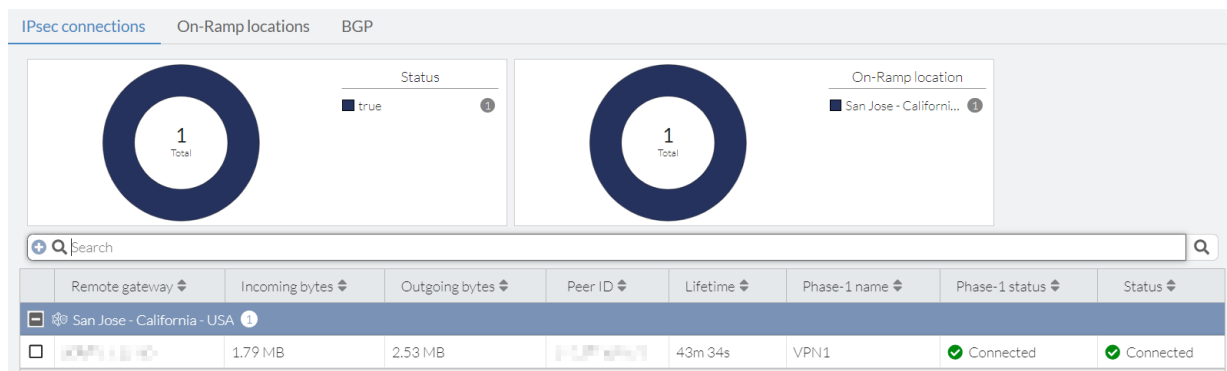 IPsec connections On-Ramp locations BGP
Status
true 1
1
Total
On-Ramp location
San Jose - Californi... 1
1
Total
Search
Remote gateway Incoming bytes Outgoing bytes Peer ID Lifetime Phase-1 name Phase-1 status Status
San Jose - California - USA 1
1.79 MB 2.53 MB 43m 34s VPN1 Connected Connected